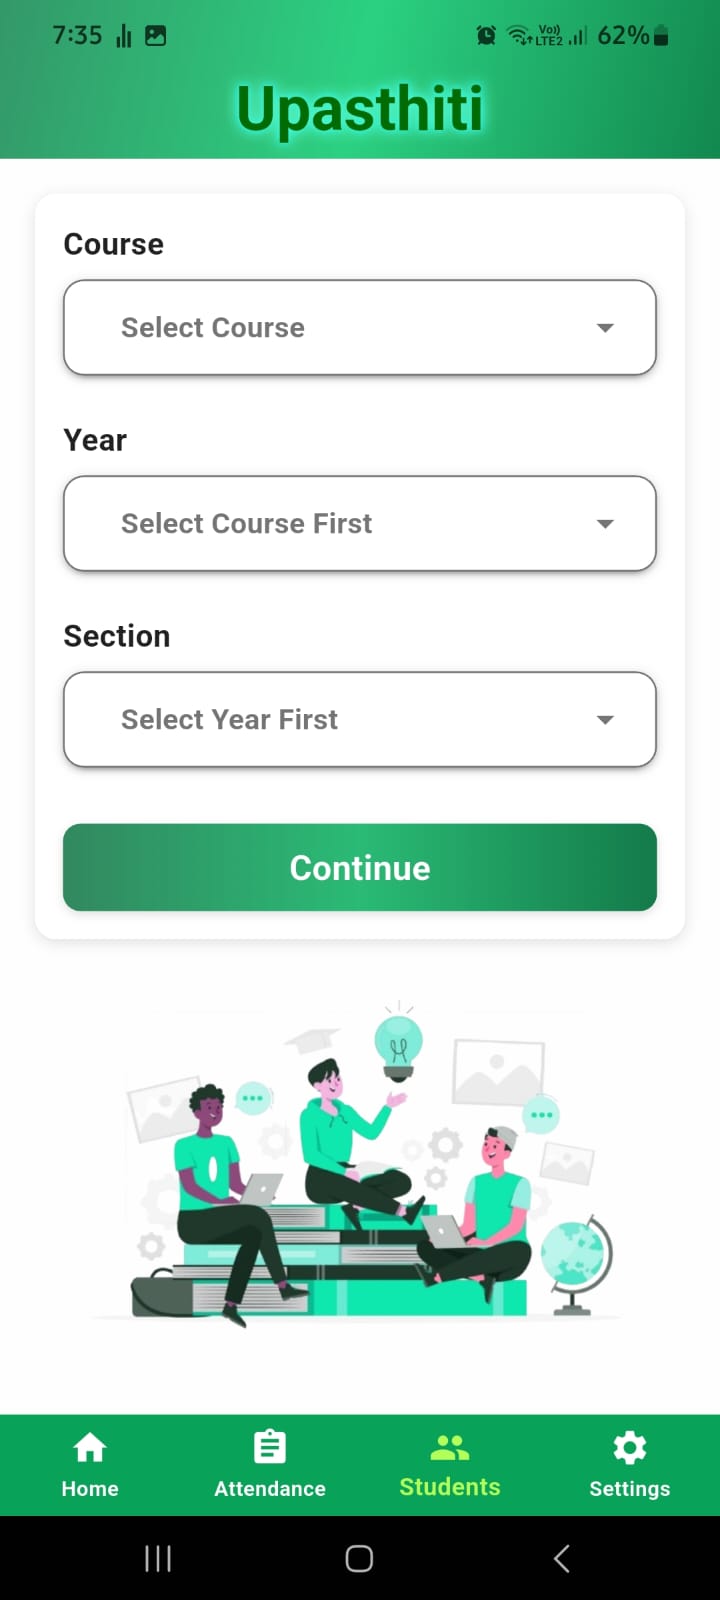 7:35 Vo)) LTE2 62%
Upasthiti
Course
Select Course
Year
Select Course First
Section
Select Year First
Continue
Home Attendance Students Settings